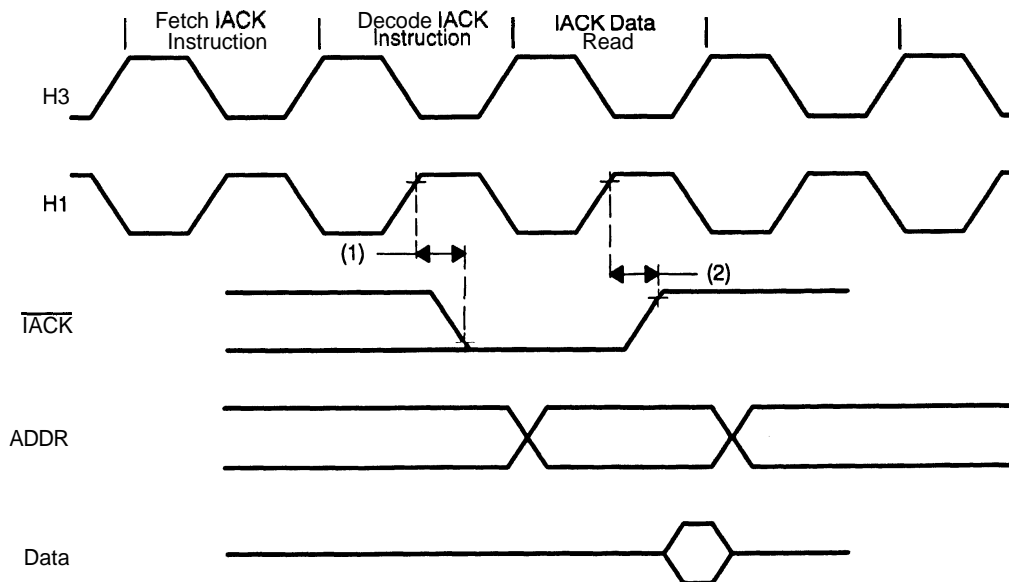 Fetch IACK
Instruction
Decode IACK
Instruction
IACK Data
Read
H3
H1
(1)
(2)
IACK
ADDR
Data